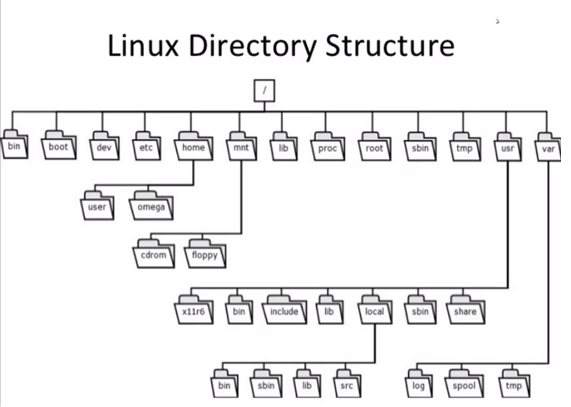 Linux Directory Structure
/
bin boot dev etc home mnt lib proc root sbin tmp usr var
user omega
cdrom floppy
x11r6 bin include lib local sbin share
bin sbin lib src log spool tmp